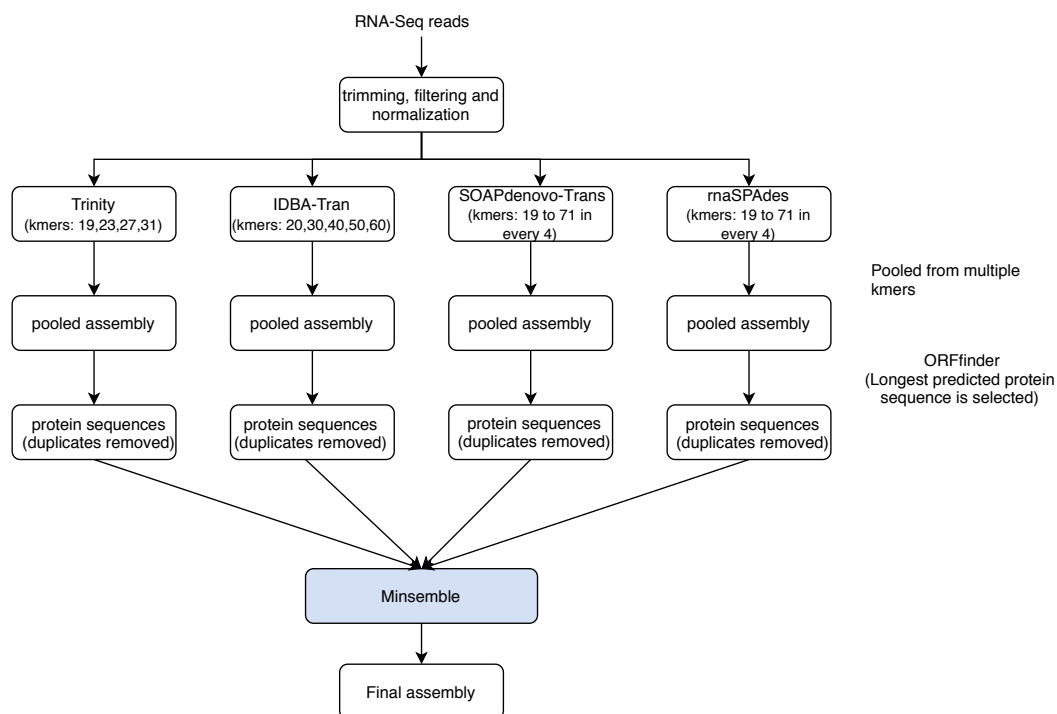 RNA-Seq reads
trimming, filtering and
normalization
Trinity
(kmers: 19,23,27,31)
IDBA-Tran
(kmers: 20,30,40,50,60)
SOAPdenovo-Trans
(kmers: 19 to 71 in
every 4)
rnaSPAdes
(kmers: 19 to 71 in
every 4)
Pooled from multiple
kmers
pooled assembly
pooled assembly
pooled assembly
pooled assembly
ORFfinder
(Longest predicted protein
sequence is selected)
protein sequences
(duplicates removed)
protein sequences
(duplicates removed)
protein sequences
(duplicates removed)
protein sequences
(duplicates removed)
Minsemble
Final assembly